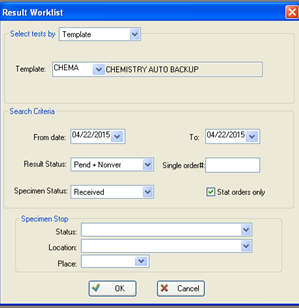 Result Worklist
Select tests by Template
Template: CHEMA CHEMISTRY AUTO BACKUP
Search Criteria
From date: 04/22/2015 To: 04/22/2015
Result Status: Pend + Nonver Single order#:
Specimen Status: Received Stat orders only
Specimen Stop
Status:
Location:
Place:
OK Cancel